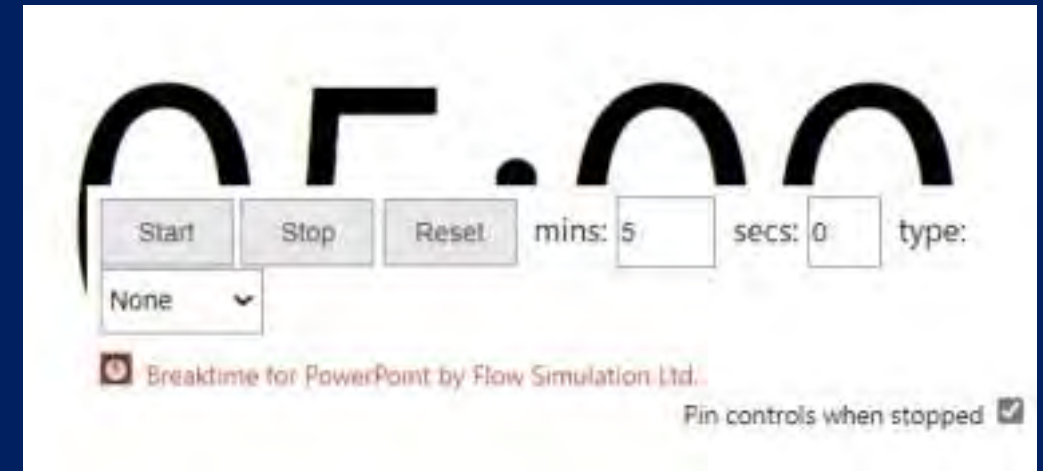 05:00
Start Stop Reset mins: 5 secs: 0 type:
None
Breaktime for PowerPoint by Flow Simulation Ltd.
Pin controls when stopped